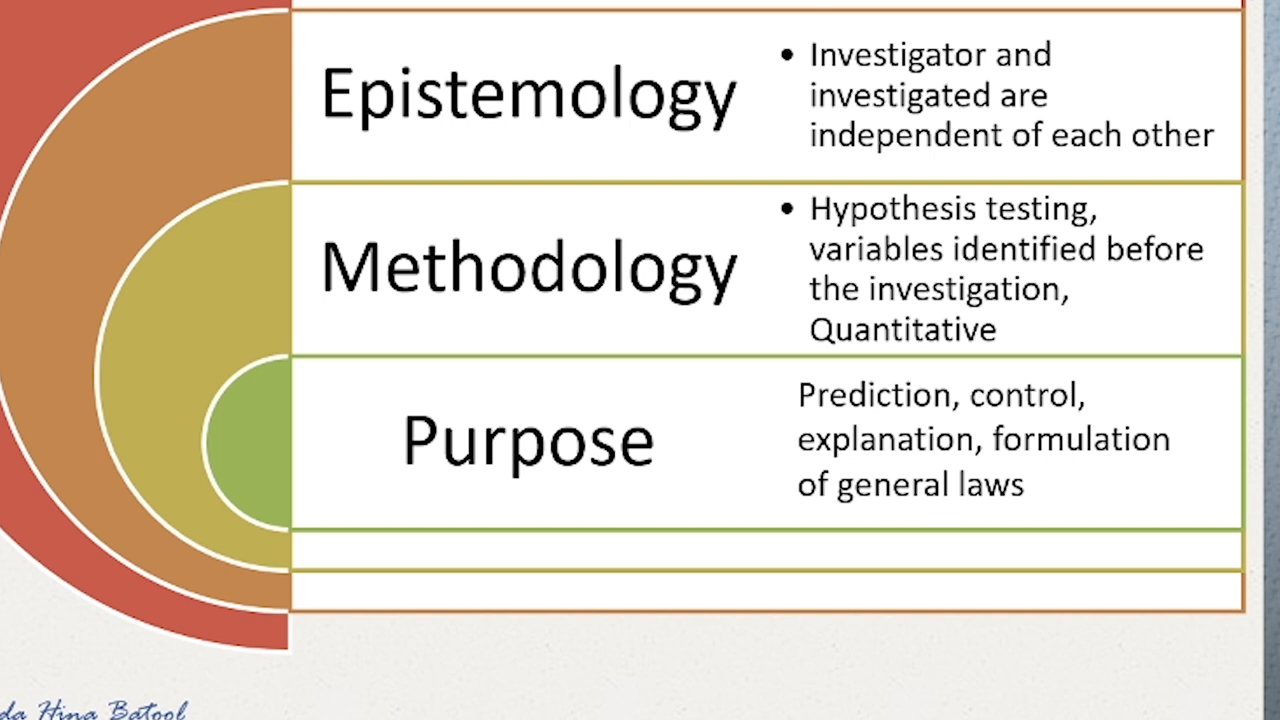 Epistemology
• Investigator and
investigated are
independent of each other
Methodology
• Hypothesis testing,
variables identified before
the investigation,
Quantitative
Purpose
Prediction, control,
explanation, formulation
of general laws
Hina Batool